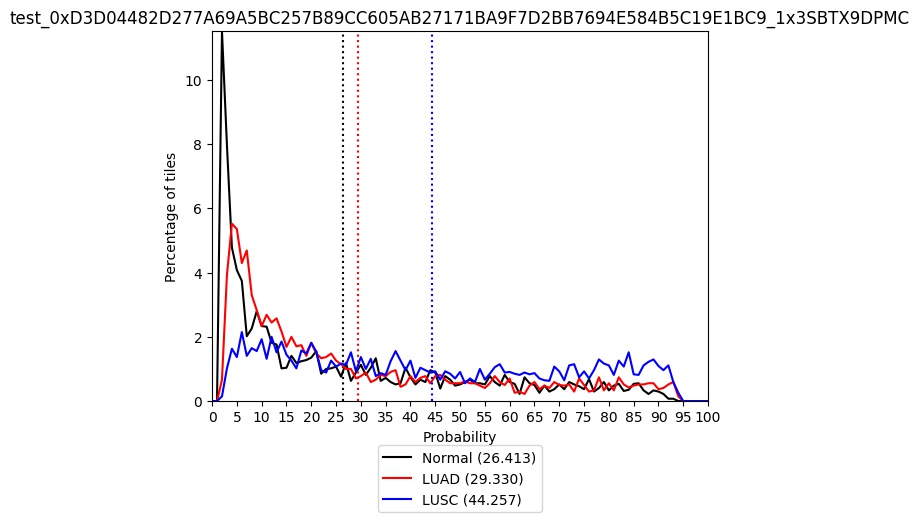 test_0xD3D04482D277A69A5BC257B89CC605AB27171BA9F7D2BB7694E584B5C19E1BC9_1x3SBTX9DPMC
10
8
6
4
2
0
Percentage of tiles
0 5 10 15 20 25 30 35 40 45 50 55 60 65 70 75 80 85 90 95 100
Probability
Normal (26.413)
LUAD (29.330)
LUSC (44.257)